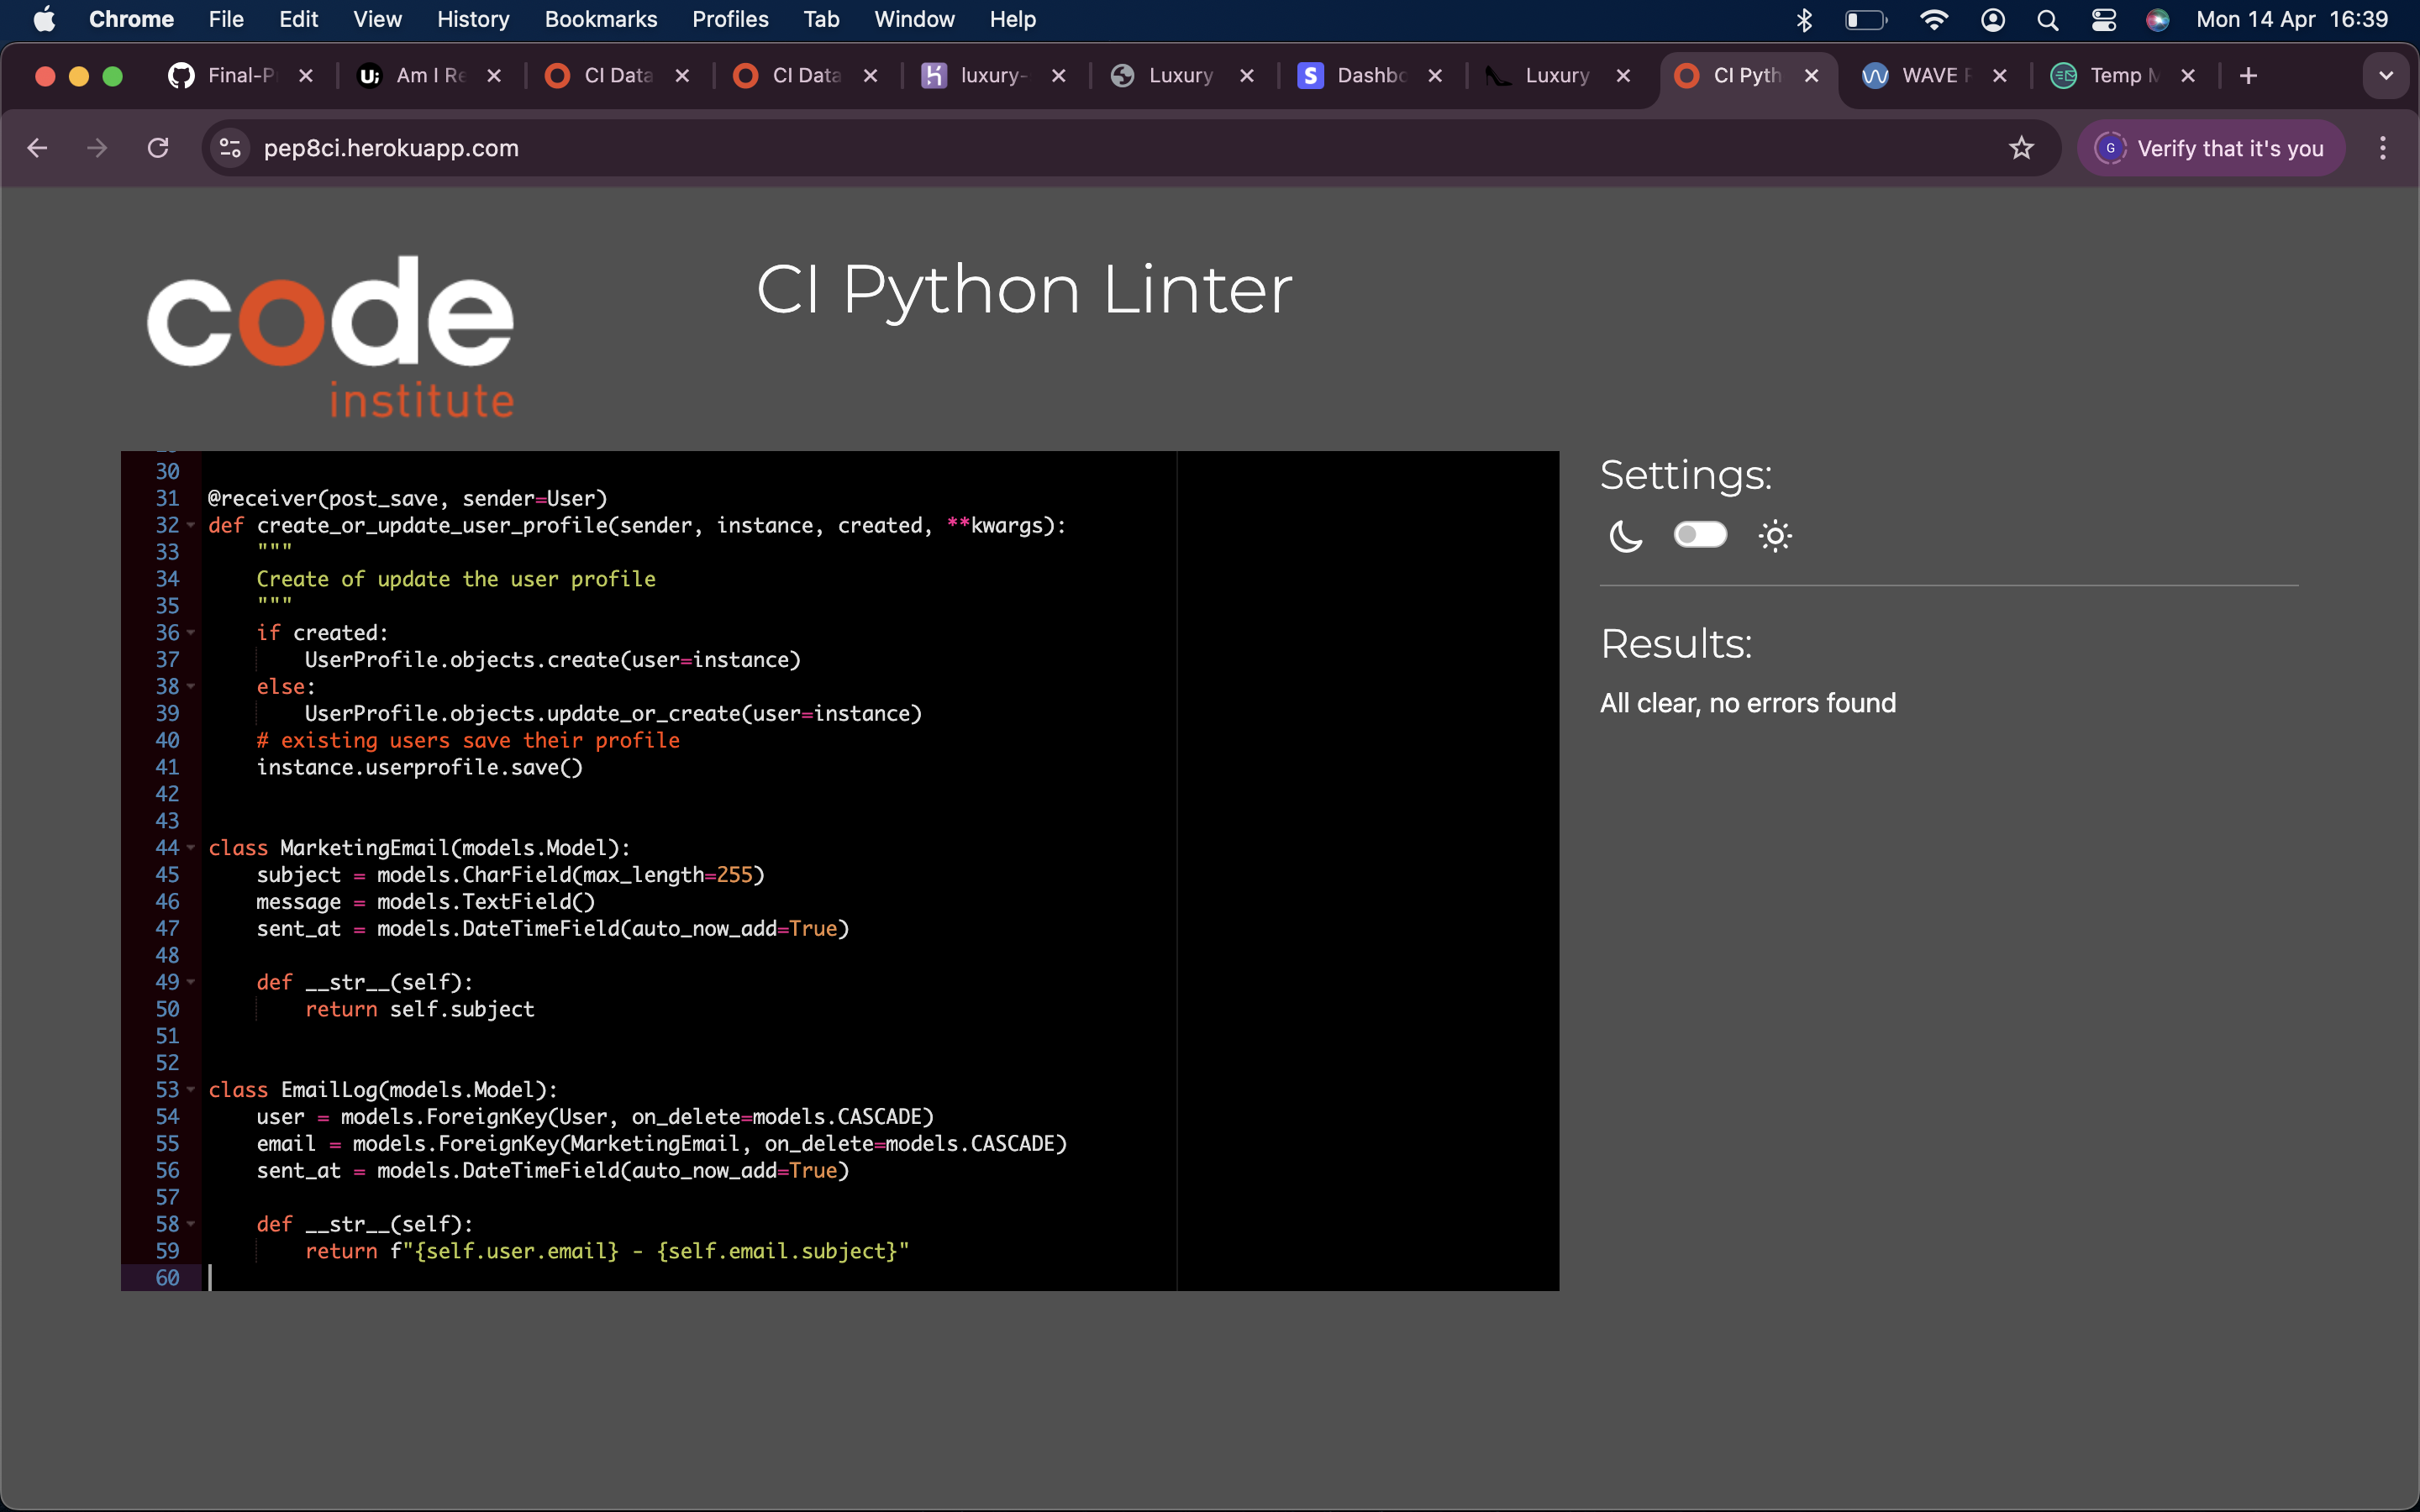 Chrome File Edit View History Bookmarks Profiles Tab Window Help Mon 14 Apr 16:39
Final-P Am I Re CI Data CI Data luxury- Luxury Dashbo Luxury CI Pyth WAVE Temp M
pep8ci.herokuapp.com Verify that it's you
code institute
CI Python Linter
30
31 @receiver(post_save, sender=User)
32 def create_or_update_user_profile(sender, instance, created, **kwargs):
33 """
34 Create of update the user profile
35 """
36 if created:
37 UserProfile.objects.create(user=instance)
38 else:
39 UserProfile.objects.update_or_create(user=instance)
40 # existing users save their profile
41 instance.userprofile.save()
42
43
44 class MarketingEmail(models.Model):
45 subject = models.CharField(max_length=255)
46 message = models.TextField()
47 sent_at = models.DateTimeField(auto_now_add=True)
48
49 def __str__(self):
50 return self.subject
51
52
53 class EmailLog(models.Model):
54 user = models.ForeignKey(User, on_delete=models.CASCADE)
55 email = models.ForeignKey(MarketingEmail, on_delete=models.CASCADE)
56 sent_at = models.DateTimeField(auto_now_add=True)
57
58 def __str__(self):
59 return f"{self.user.email} - {self.email.subject}"
60
Settings:
Results:
All clear, no errors found